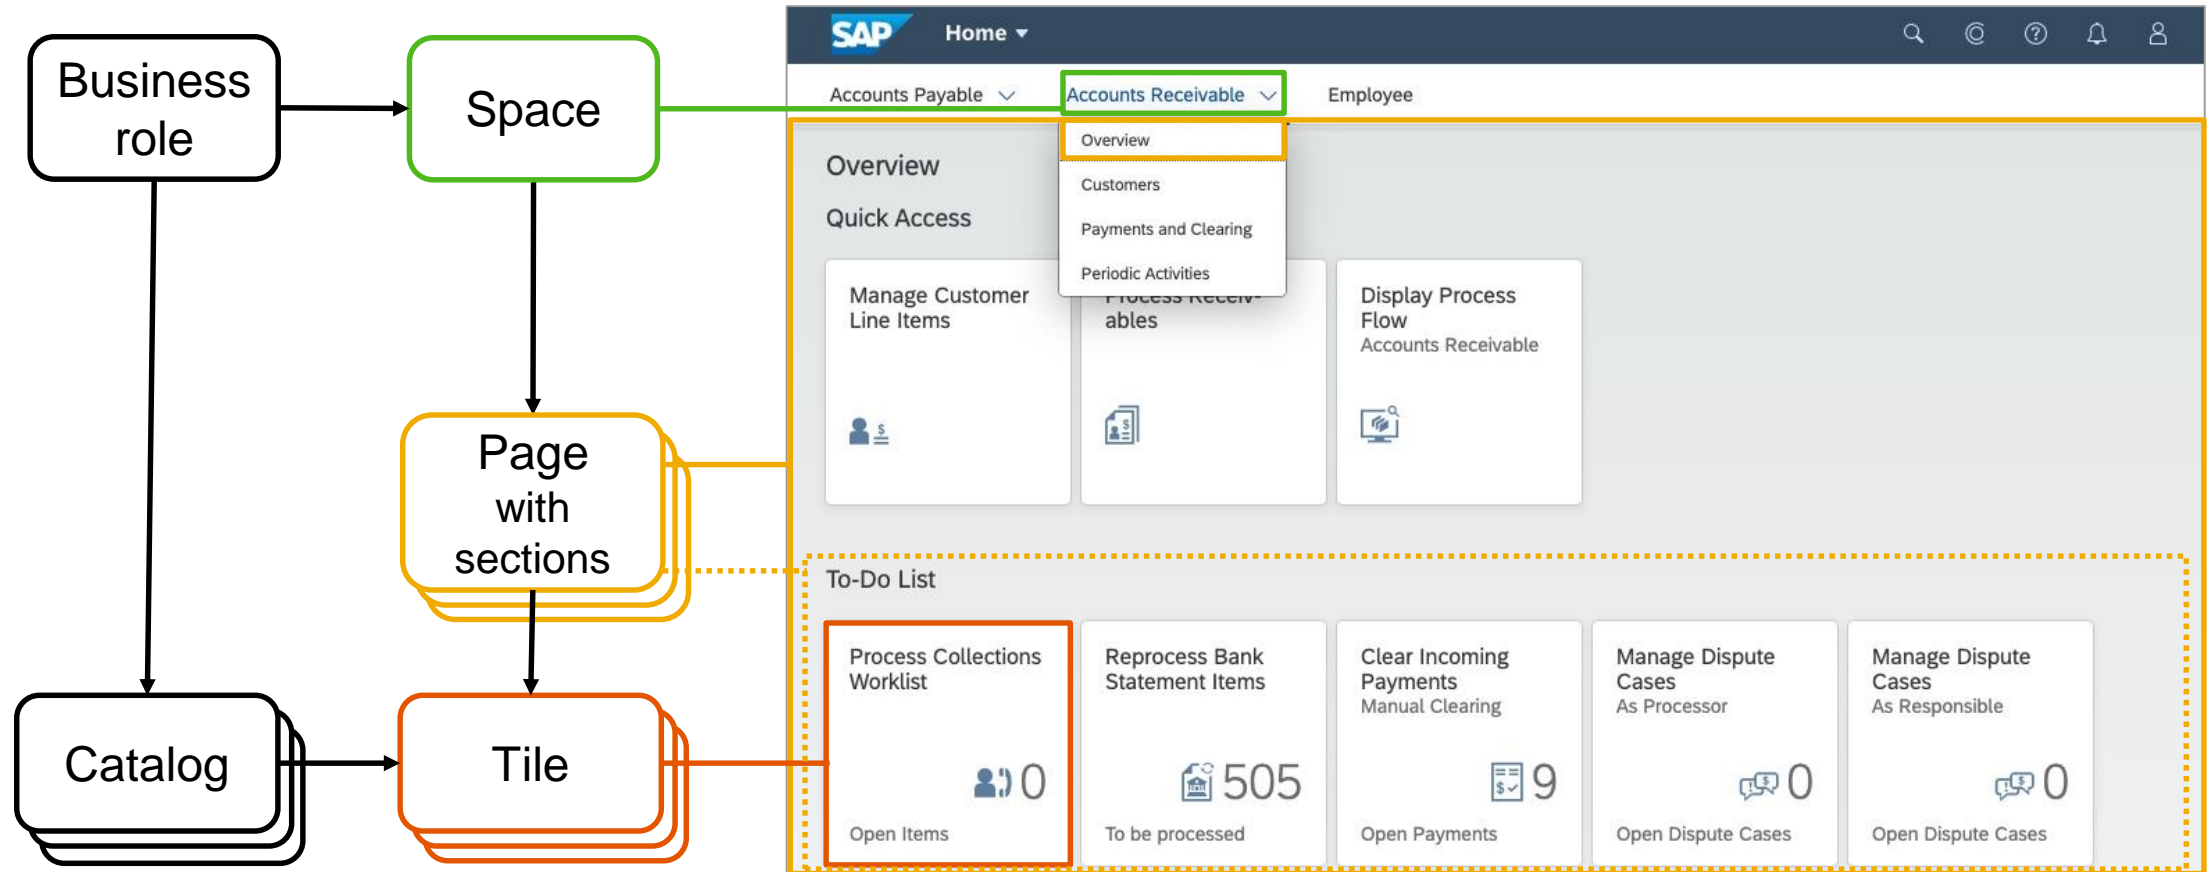 Business
role
Space
Page
with
sections
Catalog
Tile
SAP
Home
Accounts Payable
Accounts Receivable
Employee
Overview
Customers
Payments and Clearing
Periodic Activities
Overview
Quick Access
Manage Customer
Line Items
Process Receiv-
ables
Display Process
Flow
Accounts Receivable
To-Do List
Process Collections
Worklist
0
Open Items
Reprocess Bank
Statement Items
505
To be processed
Clear Incoming
Payments
Manual Clearing
9
Open Payments
Manage Dispute
Cases
As Processor
0
Open Dispute Cases
Manage Dispute
Cases
As Responsible
0
Open Dispute Cases